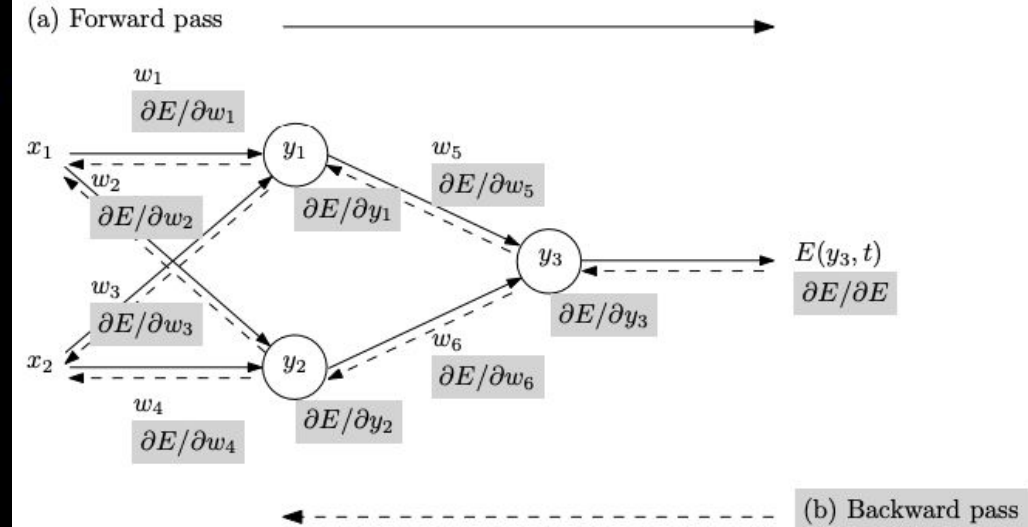 (a) Forward pass
w₁
∂E/∂w₁
x₁
y₁
w₅
∂E/∂w₅
w₂
∂E/∂w₂
∂E/∂y₁
y₃
E(y₃, t)
∂E/∂E
w₃
∂E/∂w₃
∂E/∂y₃
x₂
y₂
w₆
∂E/∂w₆
w₄
∂E/∂w₄
∂E/∂y₂
(b) Backward pass